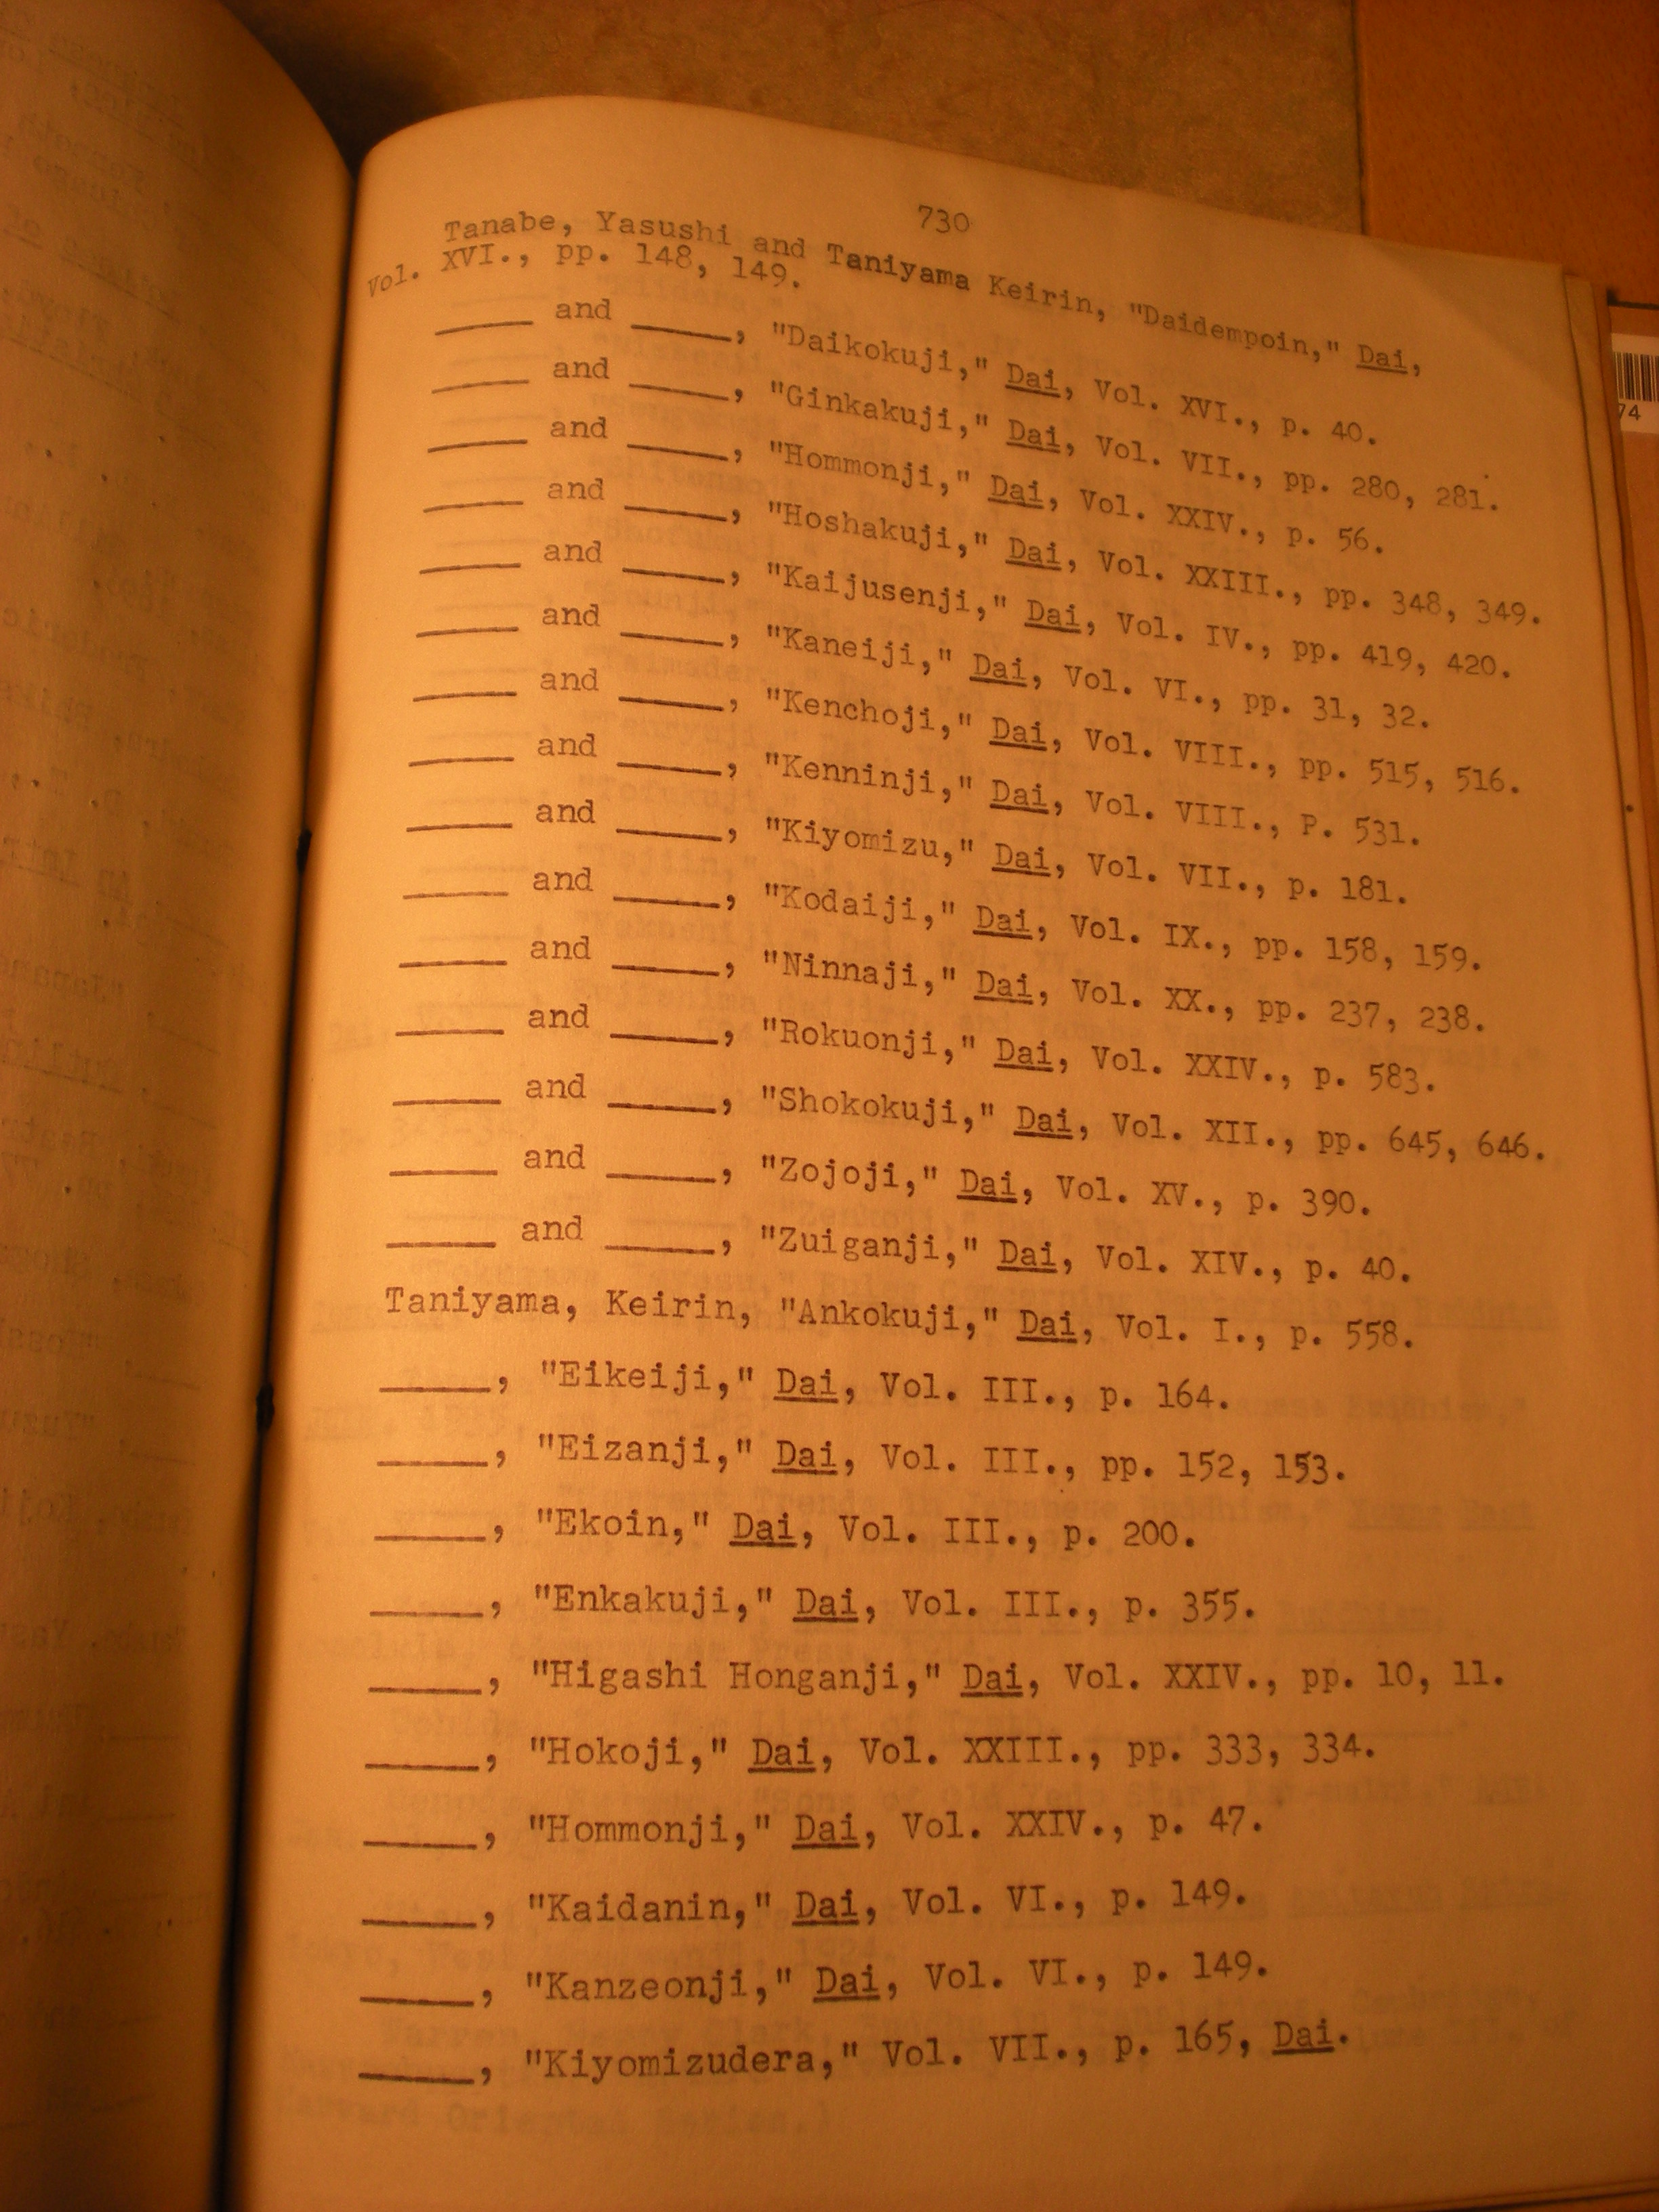 730
Tanabe, Yasushi and Taniyama Keirin, "Daidempoin," Dai,
Vol. XVI., pp. 148, 149.
_____ and _____, "Daikokuji," Dai, Vol. XVI., p. 40.
_____ and _____, "Ginkakuji," Dai, Vol. VII., pp. 280, 281.
_____ and _____, "Hommonji," Dai, Vol. XXIV., p. 56.
_____ and _____, "Hoshakuji," Dai, Vol. XXIII., pp. 348, 349.
_____ and _____, "Kaijusenji," Dai, Vol. IV., pp. 419, 420.
_____ and _____, "Kaneiji," Dai, Vol. VI., pp. 31, 32.
_____ and _____, "Kenchoji," Dai, Vol. VIII., pp. 515, 516.
_____ and _____, "Kenninji," Dai, Vol. VIII., P. 531.
_____ and _____, "Kiyomizu," Dai, Vol. VII., p. 181.
_____ and _____, "Kodaiji," Dai, Vol. IX., pp. 158, 159.
_____ and _____, "Ninnaji," Dai, Vol. XX., pp. 237, 238.
_____ and _____, "Rokuonji," Dai, Vol. XXIV., p. 583.
_____ and _____, "Shokokuji," Dai, Vol. XII., pp. 645, 646.
_____ and _____, "Zojoji," Dai, Vol. XV., p. 390.
_____ and _____, "Zuiganji," Dai, Vol. XIV., p. 40.
Taniyama, Keirin, "Ankokuji," Dai, Vol. I., p. 558.
_____, "Eikeiji," Dai, Vol. III., p. 164.
_____, "Eizanji," Dai, Vol. III., pp. 152, 153.
_____, "Ekoin," Dai, Vol. III., p. 200.
_____, "Enkakuji," Dai, Vol. III., p. 355.
_____, "Higashi Honganji," Dai, Vol. XXIV., pp. 10, 11.
_____, "Hokoji," Dai, Vol. XXIII., pp. 333, 334.
_____, "Hommonji," Dai, Vol. XXIV., p. 47.
_____, "Kaidanin," Dai, Vol. VI., p. 149.
_____, "Kanzeonji," Dai, Vol. VI., p. 149.
_____, "Kiyomizudera," Vol. VII., p. 165, Dai.
74